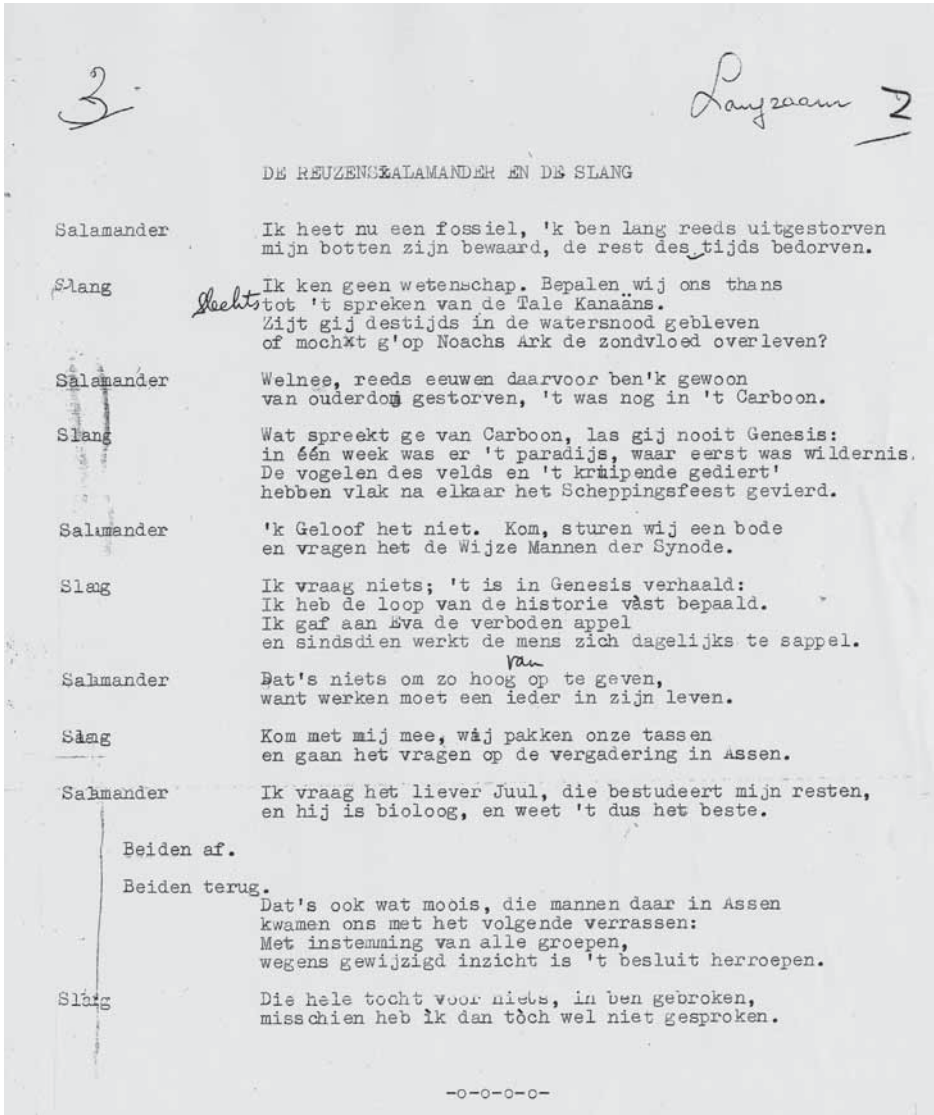 3.
Langzaam 2
DE REUZENSALAMANDER EN DE SLANG
Salamander Ik heet nu een fossiel, 'k ben lang reeds uitgestorven
mijn botten zijn bewaard, de rest des tijds bedorven.
Slang Ik ken geen wetenschap. Bepalen wij ons thans
slechts tot 't spreken van de Tale Kanaäns.
Zijt gij destijds in de watersnood gebleven
of mochxt g'op Noachs Ark de zondvloed overleven?
Salamander Welnee, reeds eeuwen daarvoor ben'k gewoon
van ouderdom gestorven, 't was nog in 't Carboon.
Slang Wat spreekt ge van Carboon, las gij nooit Genesis:
in één week was er 't paradijs, waar eerst was wildernis.
De vogelen des velds en 't kruipende gediert'
hebben vlak na elkaar het Scheppingsfeest gevierd.
Salamander 'k Geloof het niet. Kom, sturen wij een bode
en vragen het de Wijze Mannen der Synode.
Slang Ik vraag niets; 't is in Genesis verhaald:
Ik heb de loop van de historie vàst bepaald.
Ik gaf aan Eva de verboden appel
en sindsdien werkt de mens zich dagelijks te sappel.
van
Salamander Dat's niets om zo hoog op te geven,
want werken moet een ieder in zijn leven.
Slang Kom met mij mee, wij pakken onze tassen
en gaan het vragen op de vergadering in Assen.
Salamander Ik vraag het liever Juul, die bestudeert mijn resten,
en hij is bioloog, en weet 't dus het beste.
Beiden af.
Beiden terug.
Dat's ook wat moois, die mannen daar in Assen
kwamen ons met het volgende verrassen:
Met instemming van alle groepen,
wegens gewijzigd inzicht is 't besluit herroepen.
Slang Die hele tocht voor niets, in ben gebroken,
misschien heb ìk dan tòch wel niet gesproken.
-o-o-o-o-